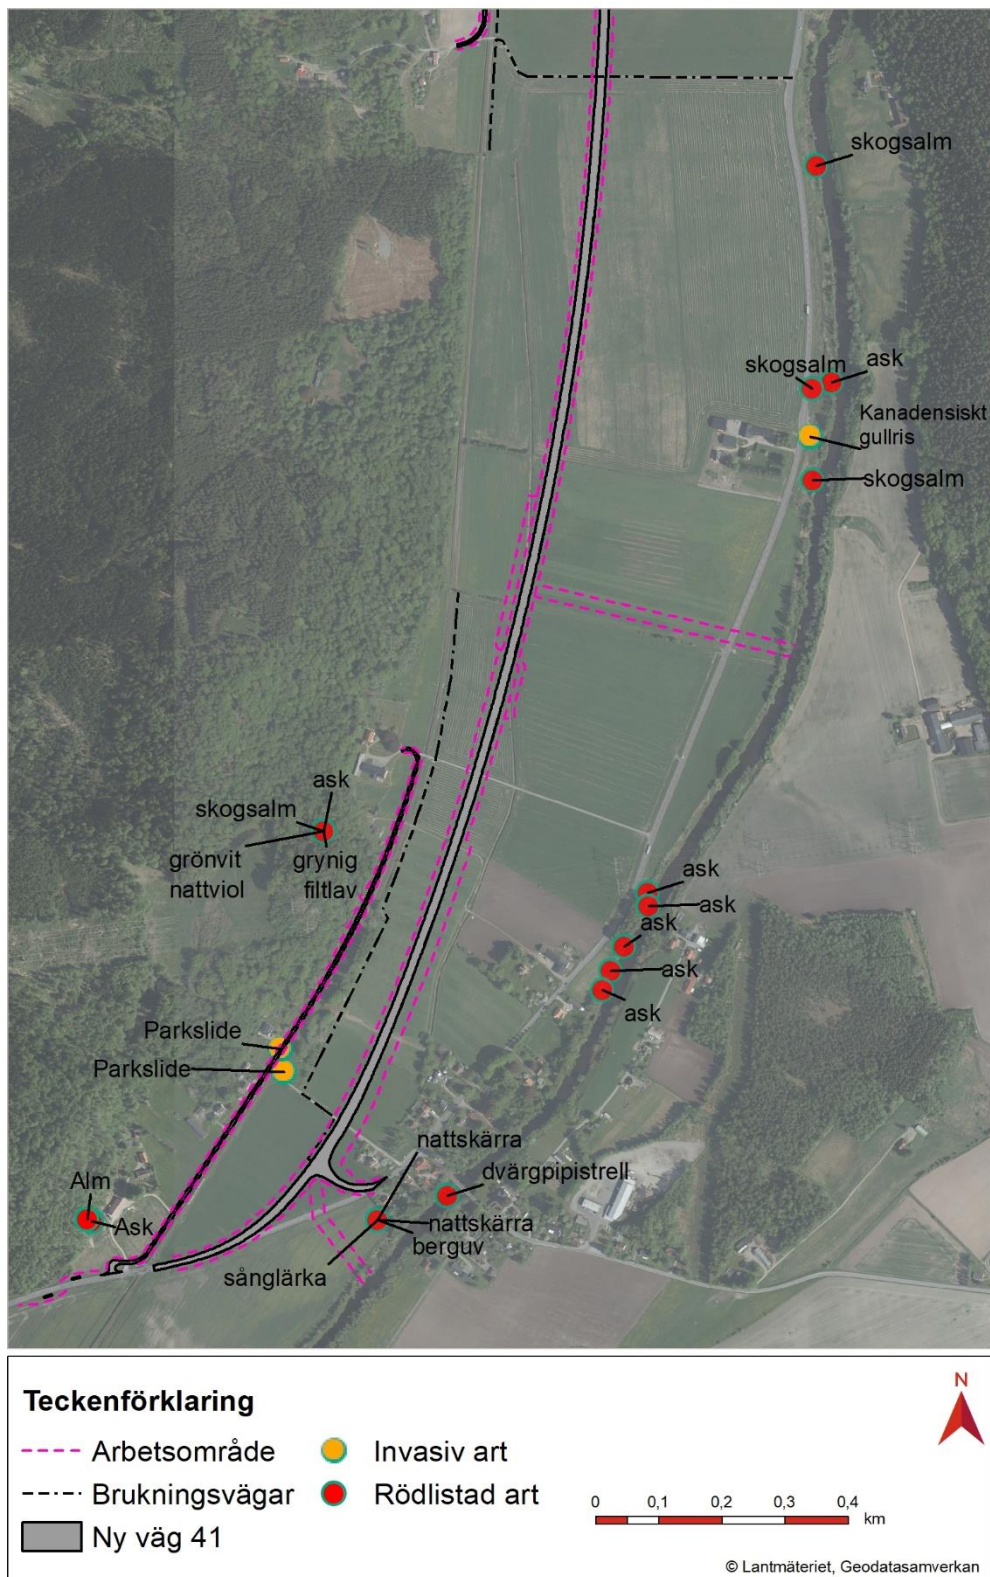 skogsalm
skogsalm
ask
Kanadensiskt
gullris
skogsalm
ask
skogsalm
grönvit
nattviol
grynig
filtlav
ask
ask
ask
ask
ask
Parkslide
Parkslide
nattskärra
dvärgpipistrell
Alm
Ask
nattskärra
berguv
sånglärka
Teckenförklaring
Arbetsområde
Invasiv art
Brukningsvägar
Rödlistad art
Ny väg 41
N
0 0,1 0,2 0,3 0,4
km
© Lantmäteriet, Geodatasamverkan